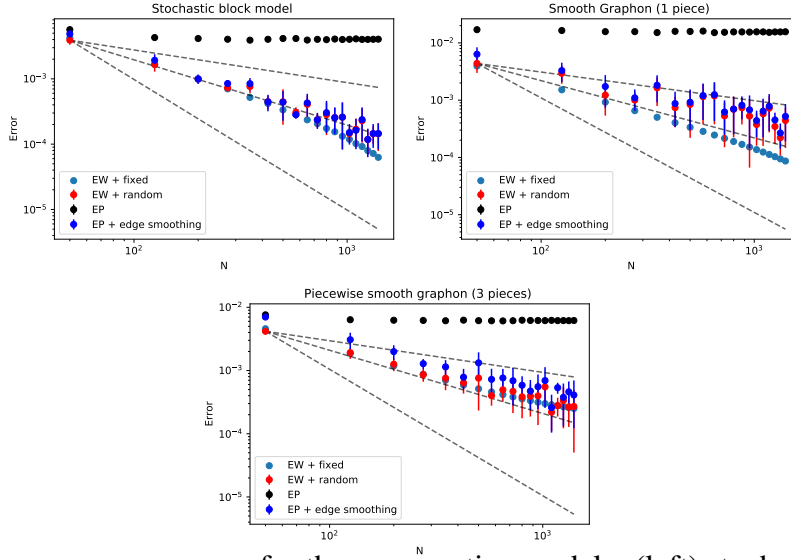 Stochastic block model
10⁻³
10⁻⁴
10⁻⁵
Error
EW + fixed
EW + random
EP
EP + edge smoothing
10²
10³
N
Smooth Graphon (1 piece)
10⁻²
10⁻³
10⁻⁴
10⁻⁵
Error
EW + fixed
EW + random
EP
EP + edge smoothing
10²
10³
N
Piecewise smooth graphon (3 pieces)
10⁻²
10⁻³
10⁻⁴
10⁻⁵
Error
EW + fixed
EW + random
EP
EP + edge smoothing
10²
10³
N